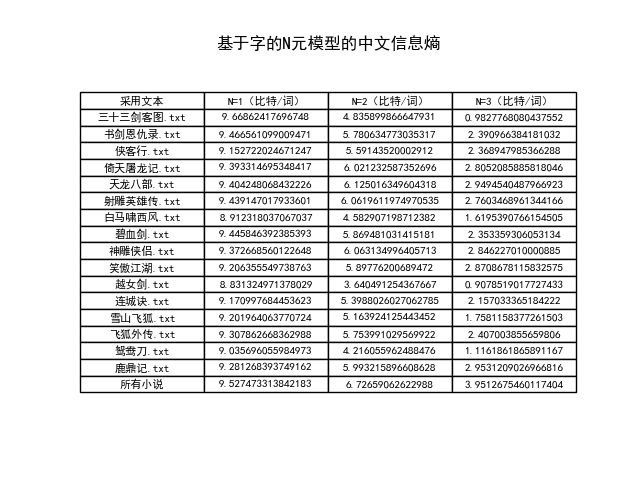 基于字的N元模型的中文信息熵
采用文本 N=1（比特/词） N=2（比特/词） N=3（比特/词）
三十三剑客图.txt 9.66862417696748 4.835899866647931 0.9827768080437552
书剑恩仇录.txt 9.466561099009471 5.780634773035317 2.390966384181032
侠客行.txt 9.152722024671247 5.59143520002912 2.368947985366288
倚天屠龙记.txt 9.393314695348417 6.021232587352696 2.8052085885818046
天龙八部.txt 9.404248068432226 6.125016349604318 2.9494540487966923
射雕英雄传.txt 9.439147017933601 6.0619611974970535 2.7603468961344166
白马啸西风.txt 8.912318037067037 4.582907198712382 1.6195390766154505
碧血剑.txt 9.445846392385393 5.869481031415181 2.353359306053134
神雕侠侣.txt 9.372668560122648 6.063134996405713 2.846227010000885
笑傲江湖.txt 9.206355549738763 5.89776200689472 2.8708678115832575
越女剑.txt 8.831324971378029 3.640491254367667 0.9078519017727433
连城诀.txt 9.170997684453623 5.3988026027062785 2.157033365184222
雪山飞狐.txt 9.201964063770724 5.163924125443452 1.7581158377261503
飞狐外传.txt 9.307862668362988 5.753991029569922 2.407003855659806
鸳鸯刀.txt 9.035696055984973 4.216055962488476 1.1161861865891167
鹿鼎记.txt 9.281268393749162 5.993215896608628 2.9531209026966816
所有小说 9.527473313842183 6.72659062622988 3.9512675460117404